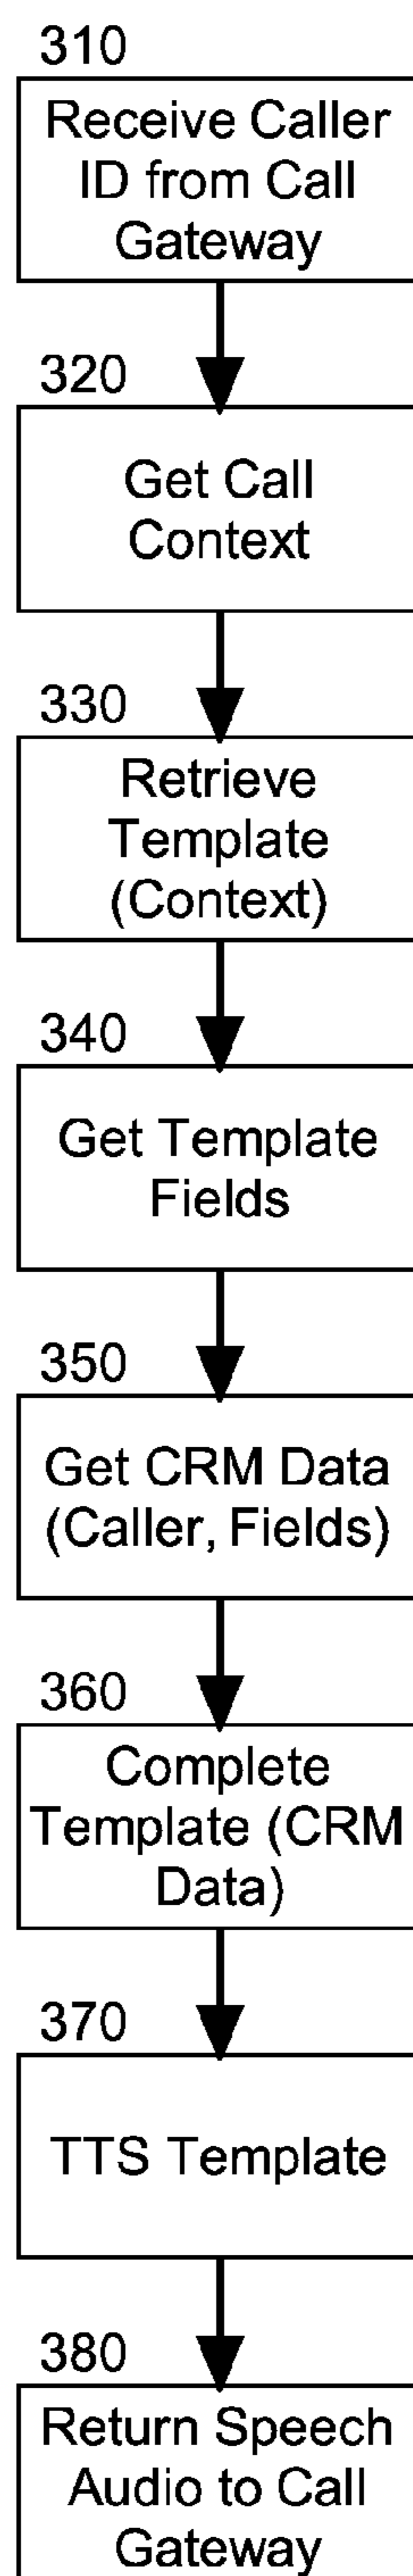 310
Receive Caller
ID from Call
Gateway
320
Get Call
Context
330
Retrieve
Template
(Context)
340
Get Template
Fields
350
Get CRM Data
(Caller, Fields)
360
Complete
Template (CRM
Data)
370
TTS Template
380
Return Speech
Audio to Call
Gateway